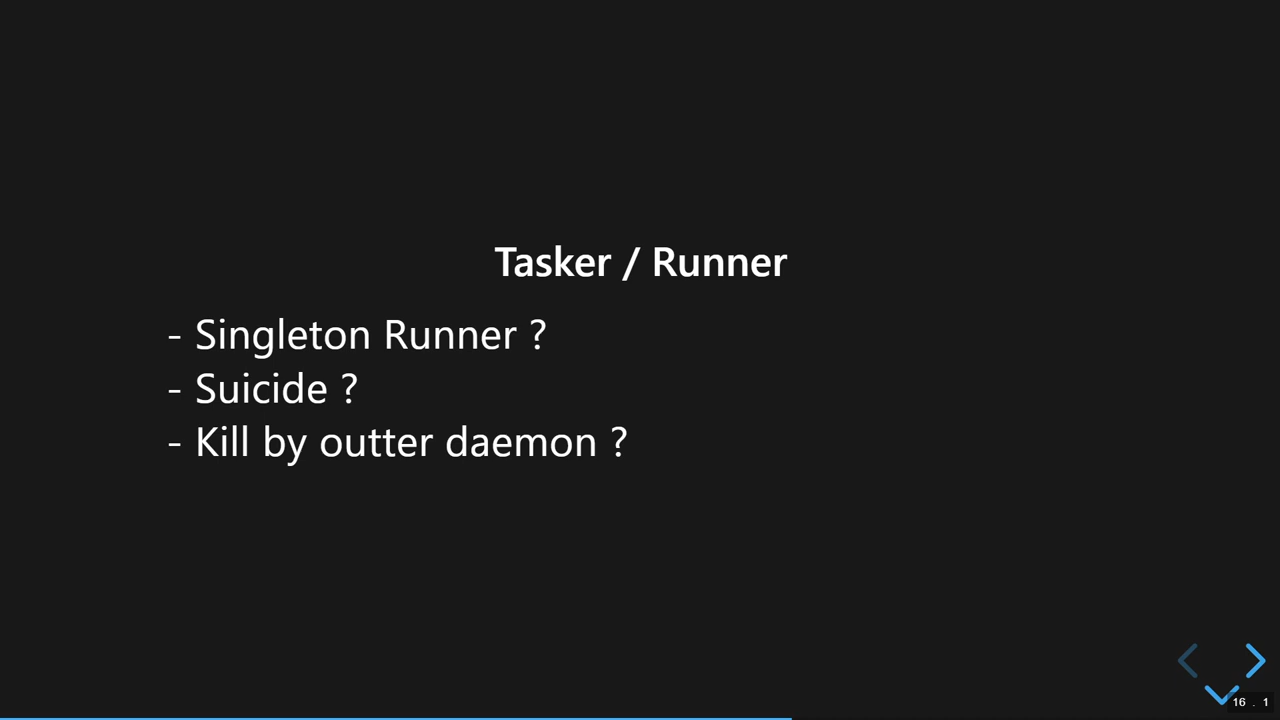 Tasker / Runner
- Singleton Runner ?
- Suicide ?
- Kill by outter daemon ?
16 . 1